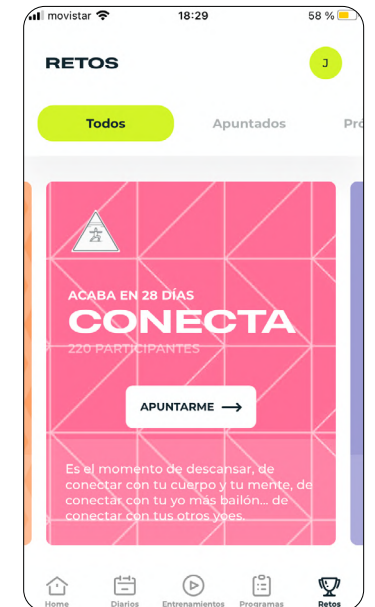 movistar 18:29 58 %
RETOS J
Todos Apuntados Pró
ACABA EN 28 DÍAS
CONECTA
220 PARTICIPANTES
APUNTARME →
Es el momento de descansar, de
conectar con tu cuerpo y tu mente, de
conectar con tu yo más bailón... de
conectar con tus otros yoes.
Home Diarios Entrenamientos Programas Retos